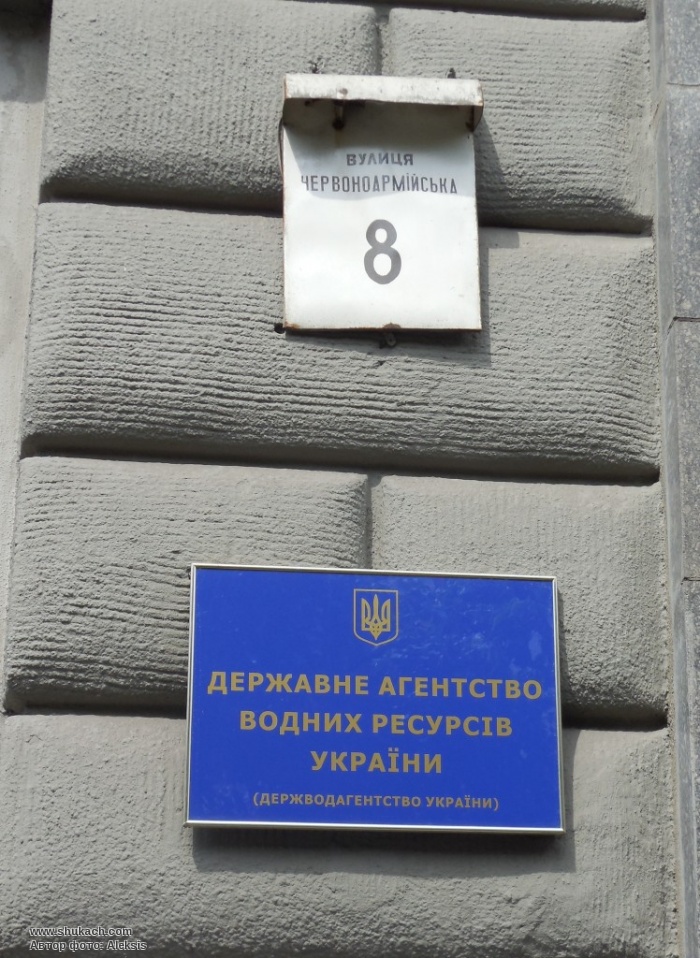 ВУЛИЦЯ
ЧЕРВОНОАРМІЙСЬКА
8
ДЕРЖАВНЕ АГЕНТСТВО
ВОДНИХ РЕСУРСІВ
УКРАЇНИ
(ДЕРЖВОДАГЕНТСТВО УКРАЇНИ)
www.shukach.com
Автор фото: Aleksis